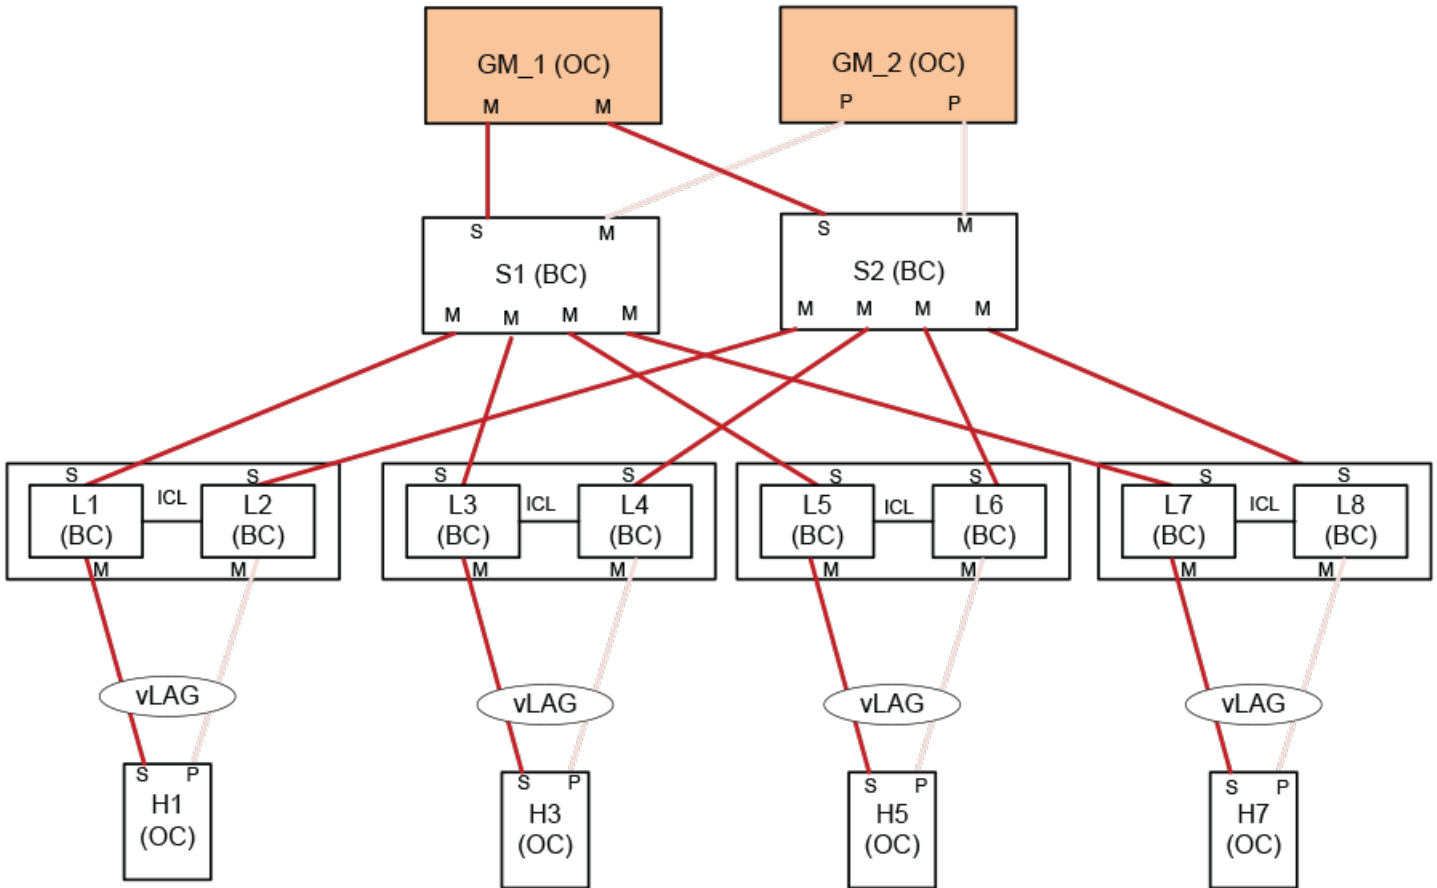 GM_1 (OC)
GM_2 (OC)
M
M
P
P
S
M
S
M
S1 (BC)
S2 (BC)
M
M
M
M
M
M
M
M
S
S
S
S
S
S
S
S
L1
(BC)
ICL
L2
(BC)
L3
(BC)
ICL
L4
(BC)
L5
(BC)
ICL
L6
(BC)
L7
(BC)
ICL
L8
(BC)
M
M
M
M
M
M
M
M
vLAG
vLAG
vLAG
vLAG
S
P
S
P
S
P
S
P
H1
(OC)
H3
(OC)
H5
(OC)
H7
(OC)